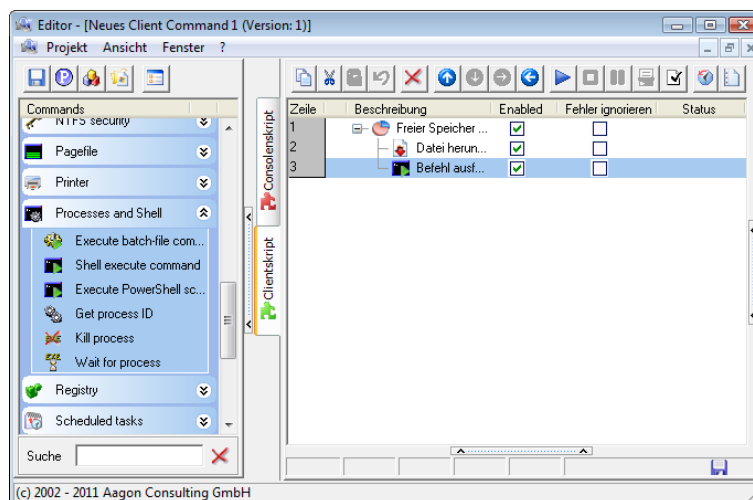 Editor - [Neues Client Command 1 (Version: 1)]
Projekt Ansicht Fenster ?
Commands
NTFS security
Pagefile
Printer
Processes and Shell
Execute batch-file com...
Shell execute command
Execute PowerShell sc...
Get process ID
Kill process
Wait for process
Registry
Scheduled tasks
Suche
Consolenskript
Clientskript
Zeile Beschreibung Enabled Fehler ignorieren Status
1 Freier Speicher ...
2 Datei herun...
3 Befehl ausf...
(c) 2002 - 2011 Aagon Consulting GmbH